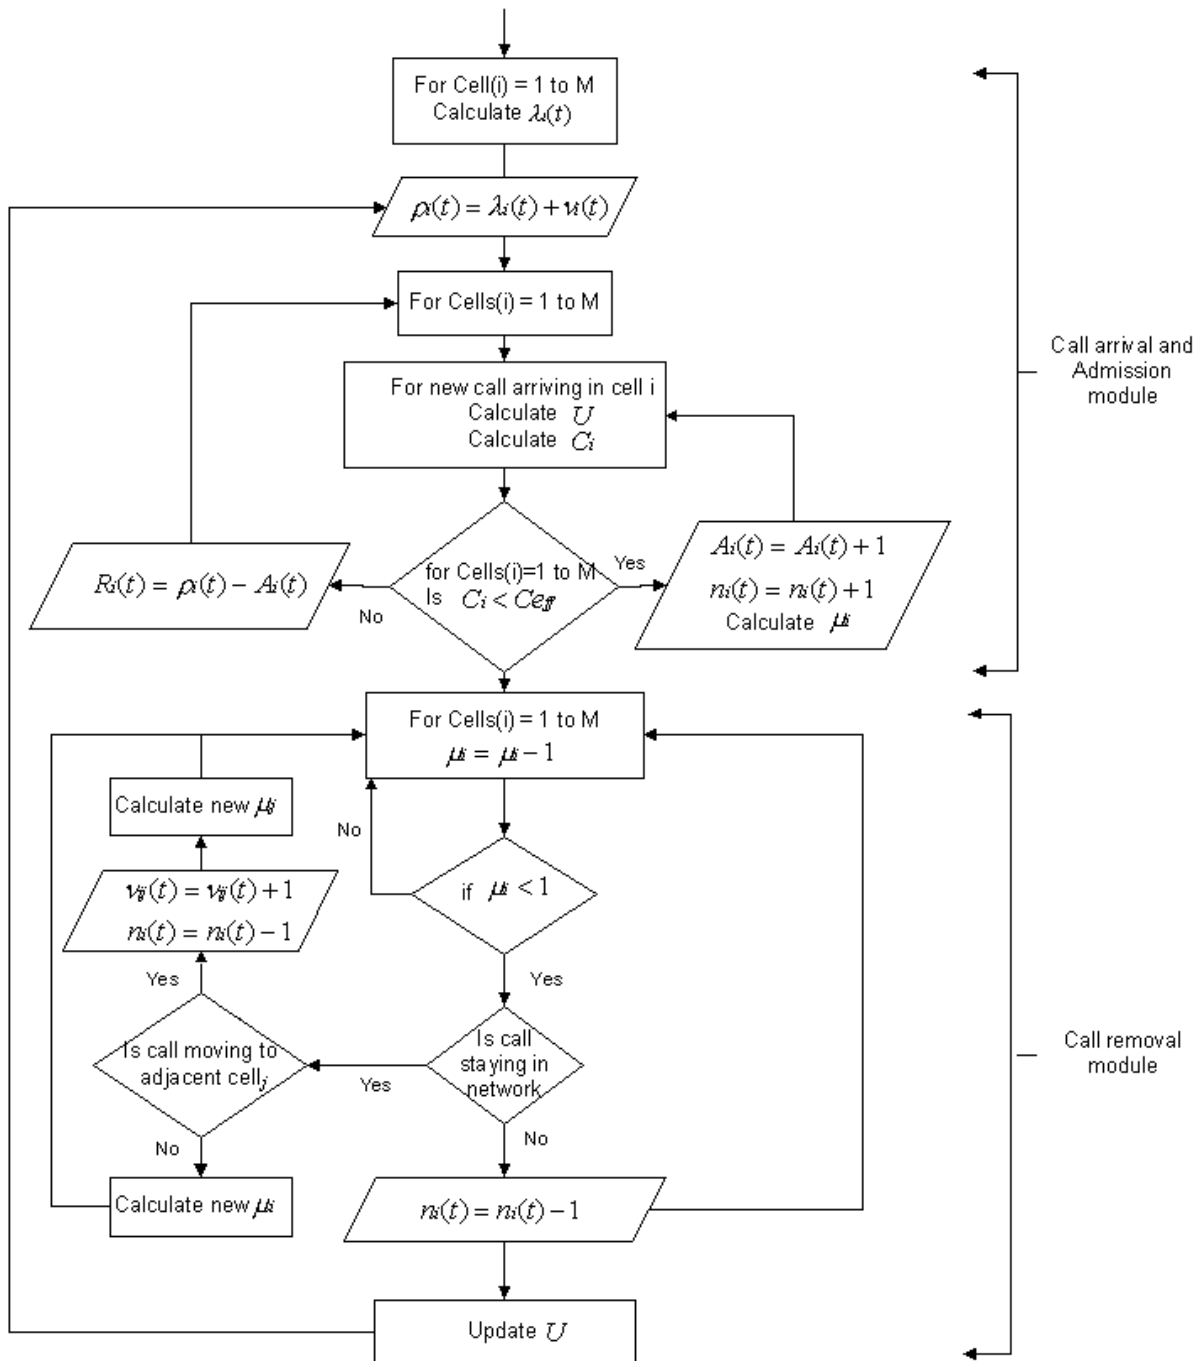 For Cell(i) = 1 to M
Calculate λi(t)
ρi(t) = λi(t) + νi(t)
For Cells(i) = 1 to M
For new call arriving in cell i
Calculate U
Calculate Ci
Call arrival and
Admission
module
for Cells(i)=1 to M
Is Ci < Ceff
Yes
No
Ai(t) = Ai(t) + 1
ni(t) = ni(t) + 1
Calculate μi
Ri(t) = ρi(t) − Ai(t)
For Cells(i) = 1 to M
μi = μi − 1
Calculate new μij
No
νij(t) = νij(t) + 1
ni(t) = ni(t) − 1
if μi < 1
Yes
Yes
Is call moving to
adjacent cellj
Yes
Is call
staying in
network
Call removal
module
No
No
Calculate new μi
ni(t) = ni(t) − 1
Update U